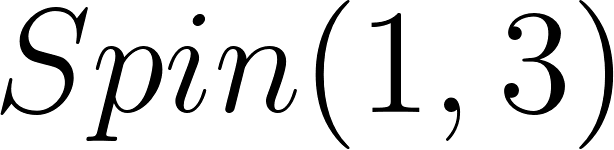 Spin(1, 3)